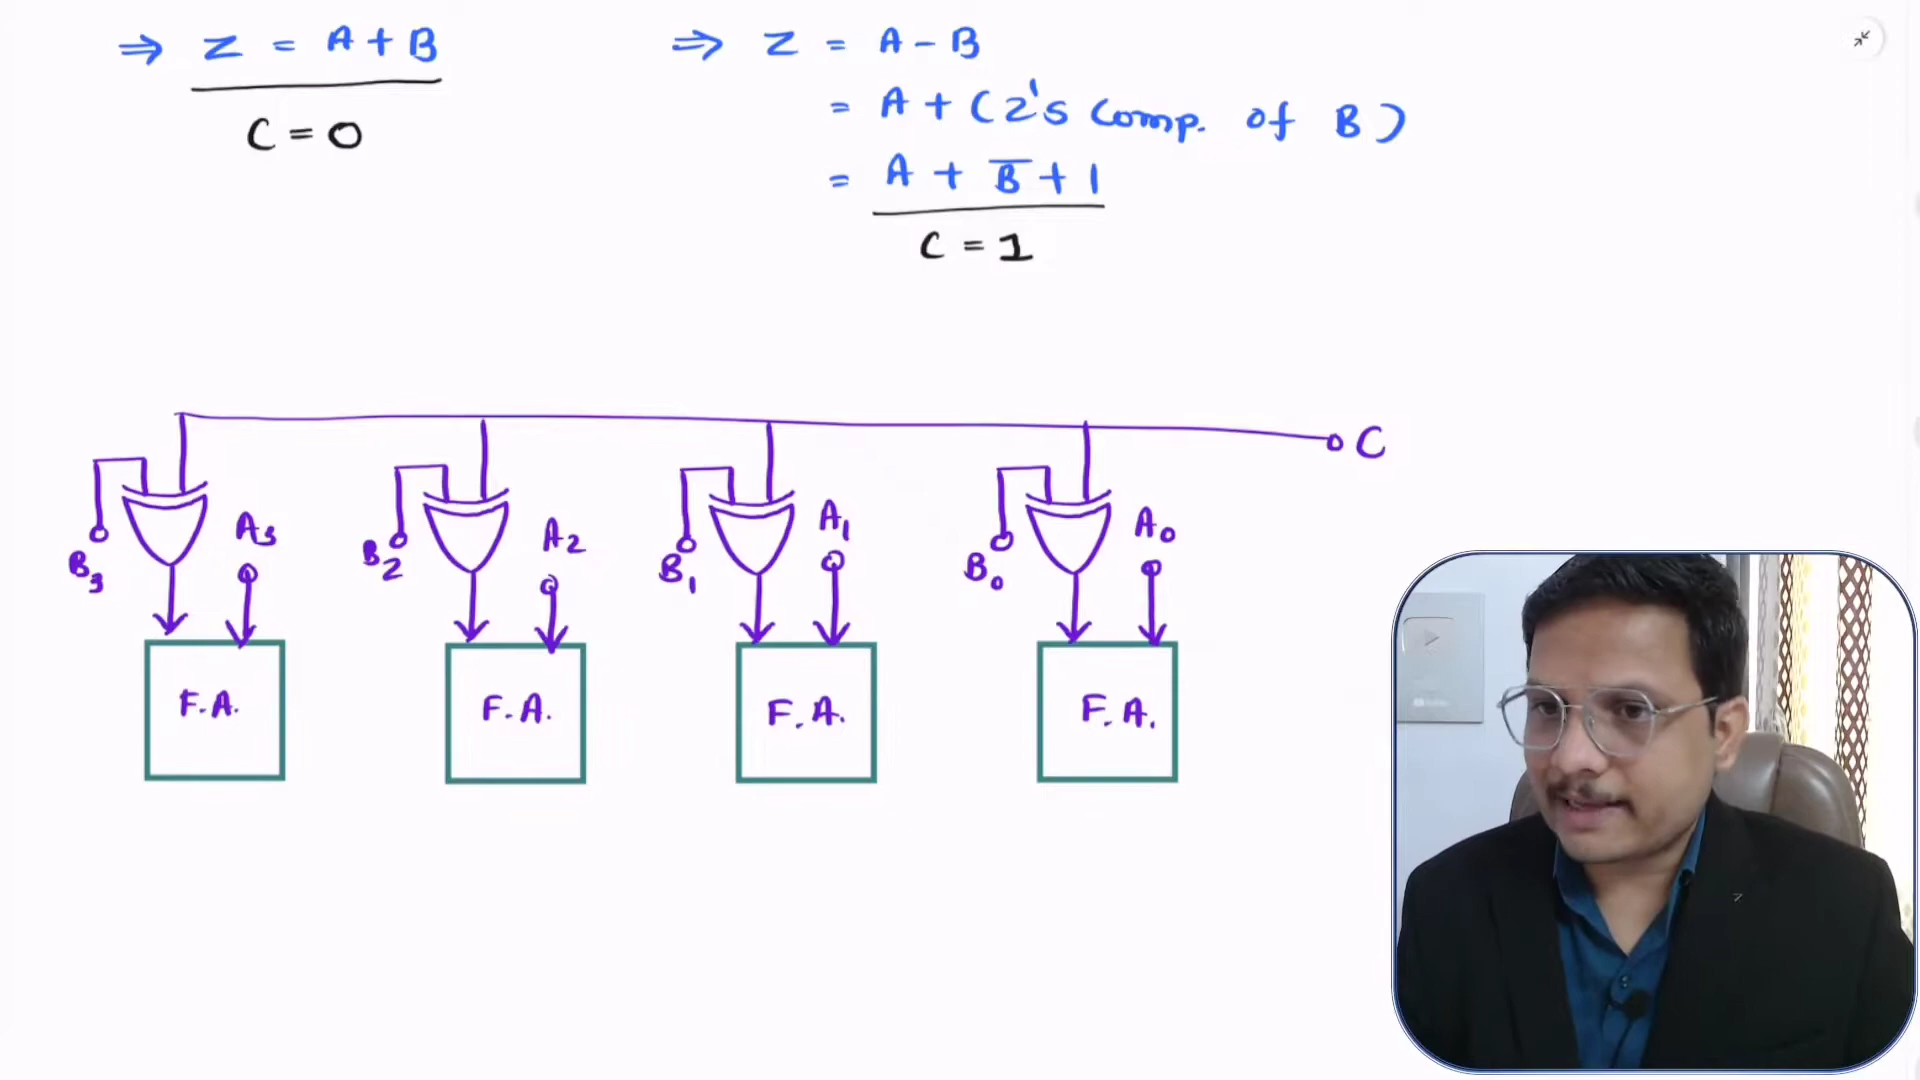 ⇒ Z = A + B
C = 0
⇒ Z = A - B
= A + (2's Comp. of B)
= A + B̅ + 1
C = 1
C
B3 A3 B2 A2 B1 A1 B0 A0
F.A. F.A. F.A. F.A.